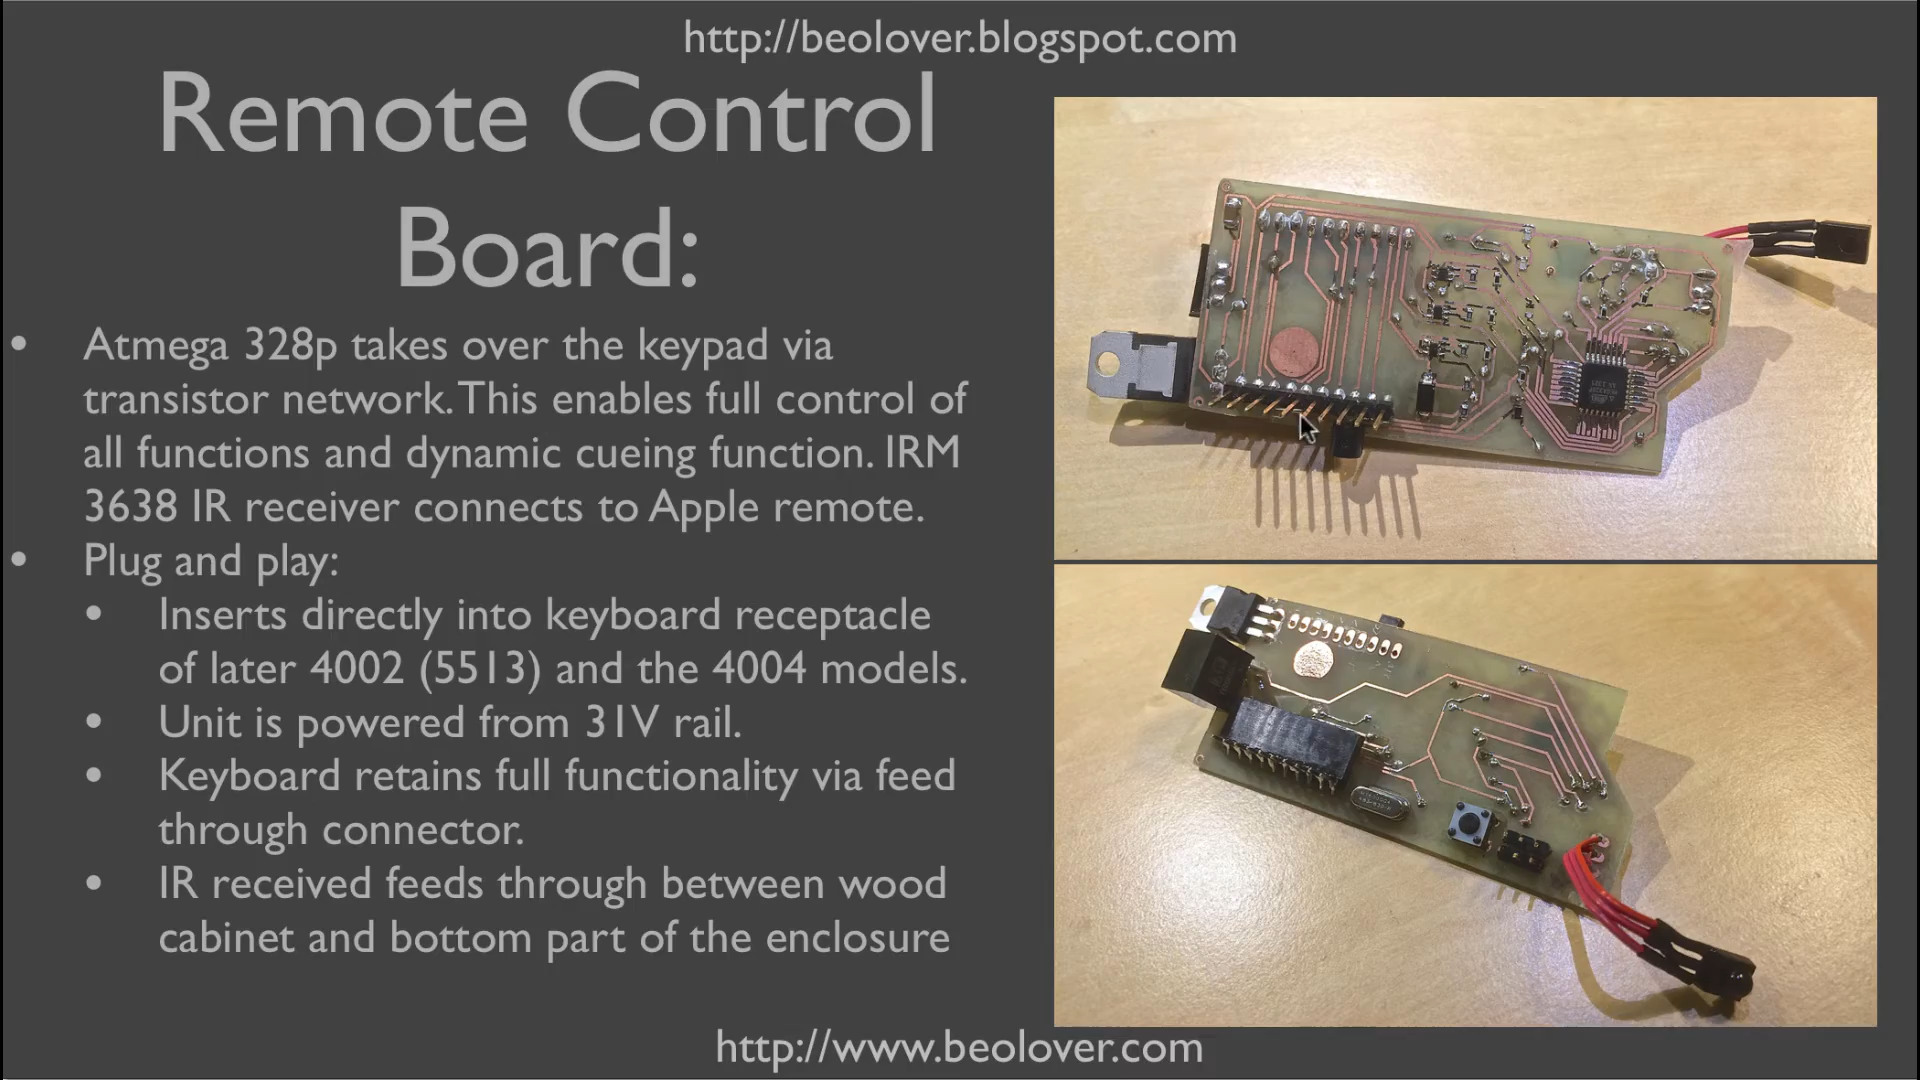 http://beolover.blogspot.com
Remote Control
Board:
• Atmega 328p takes over the keypad via
transistor network. This enables full control of
all functions and dynamic cueing function. IRM
3638 IR receiver connects to Apple remote.
• Plug and play:
• Inserts directly into keyboard receptacle
of later 4002 (5513) and the 4004 models.
• Unit is powered from 31V rail.
• Keyboard retains full functionality via feed
through connector.
• IR received feeds through between wood
cabinet and bottom part of the enclosure
http://www.beolover.com